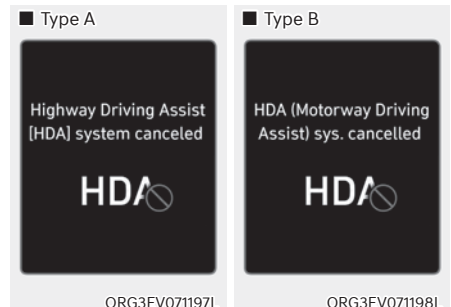 ■ Type A
Highway Driving Assist
[HDA] system canceled
HDA
ORG3EV071197L
■ Type B
HDA (Motorway Driving
Assist) sys. cancelled
HDA
ORG3EV071198L